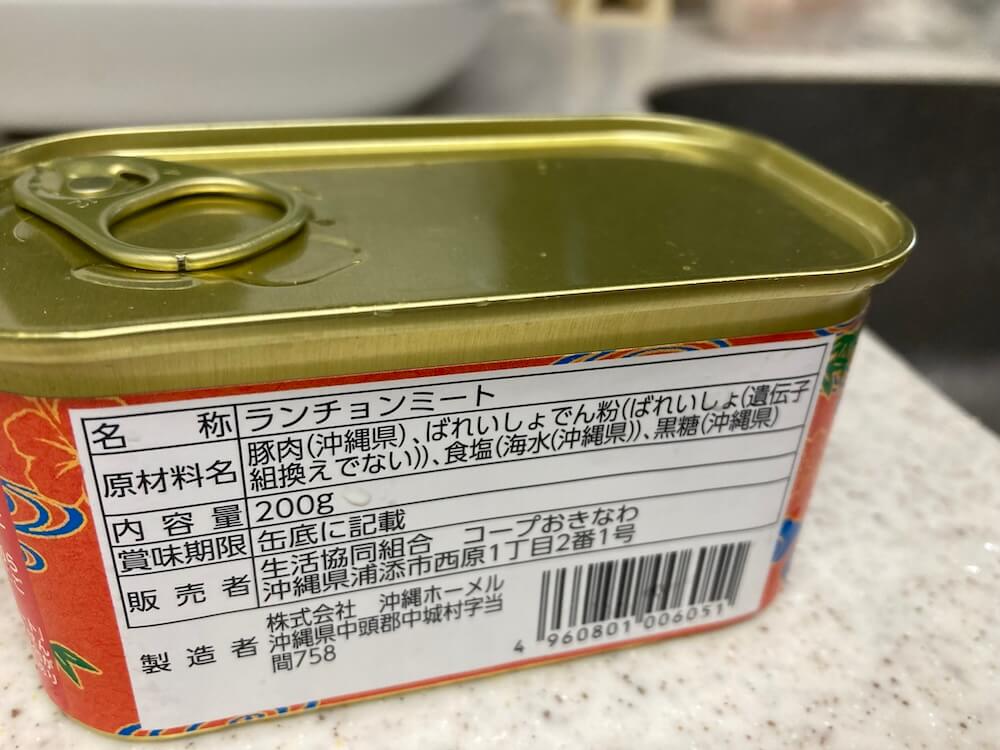 名称 ランチョンミート
原材料名 豚肉(沖縄県)、ばれいしょでん粉(ばれいしょ(遺伝子
組換えでない))、食塩(海水(沖縄県))、黒糖(沖縄県)
内容量 200g
賞味期限 缶底に記載
販売者 生活協同組合 コープおきなわ
沖縄県浦添市西原1丁目2番1号
製造者 株式会社 沖縄ホーメル
沖縄県中頭郡中城村字当
間758
4 960801 006051